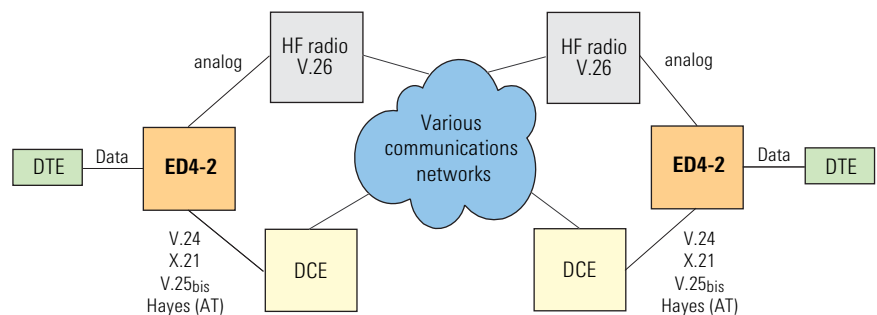 HF radio
V.26
HF radio
V.26
analog
analog
Various
communications
networks
DTE
Data
ED4-2
ED4-2
Data
DTE
V.24
X.21
V.25bis
Hayes (AT)
DCE
DCE
V.24
X.21
V.25bis
Hayes (AT)